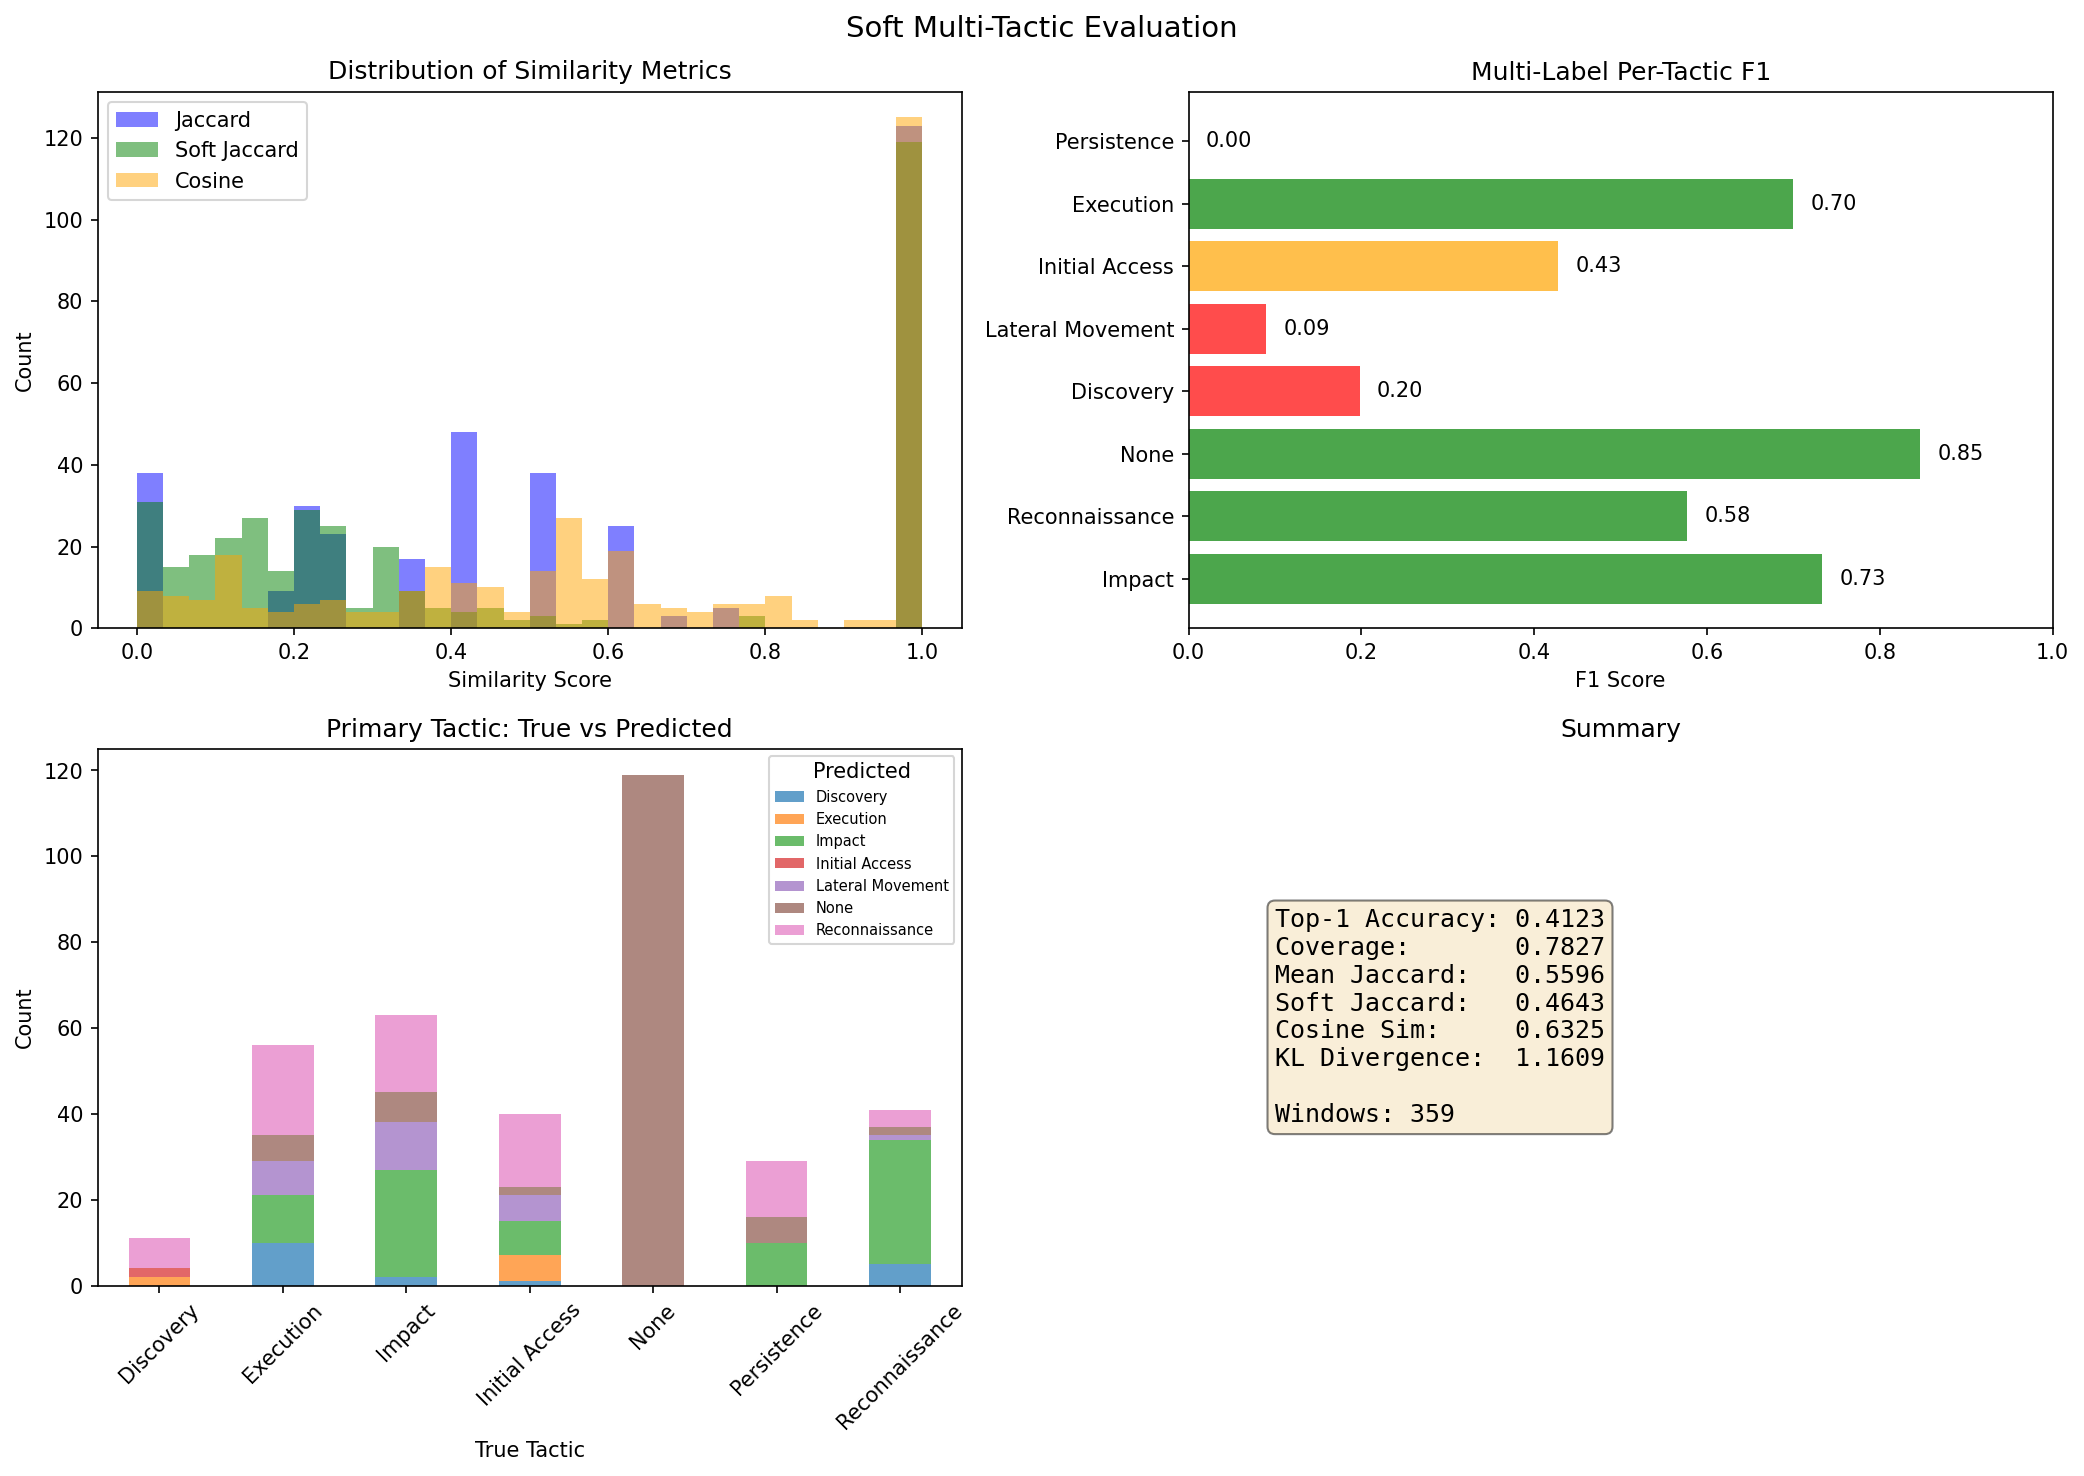 Soft Multi-Tactic Evaluation
Distribution of Similarity Metrics
Jaccard
Soft Jaccard
Cosine
Count
120
100
80
60
40
20
0
0.0 0.2 0.4 0.6 0.8 1.0
Similarity Score
Multi-Label Per-Tactic F1
Persistence 0.00
Execution 0.70
Initial Access 0.43
Lateral Movement 0.09
Discovery 0.20
None 0.85
Reconnaissance 0.58
Impact 0.73
0.0 0.2 0.4 0.6 0.8 1.0
F1 Score
Primary Tactic: True vs Predicted
Predicted
Discovery
Execution
Impact
Initial Access
Lateral Movement
None
Reconnaissance
Count
120
100
80
60
40
20
0
Discovery
Execution
Impact
Initial Access
None
Persistence
Reconnaissance
True Tactic
Summary
Top-1 Accuracy: 0.4123
Coverage: 0.7827
Mean Jaccard: 0.5596
Soft Jaccard: 0.4643
Cosine Sim: 0.6325
KL Divergence: 1.1609
Windows: 359